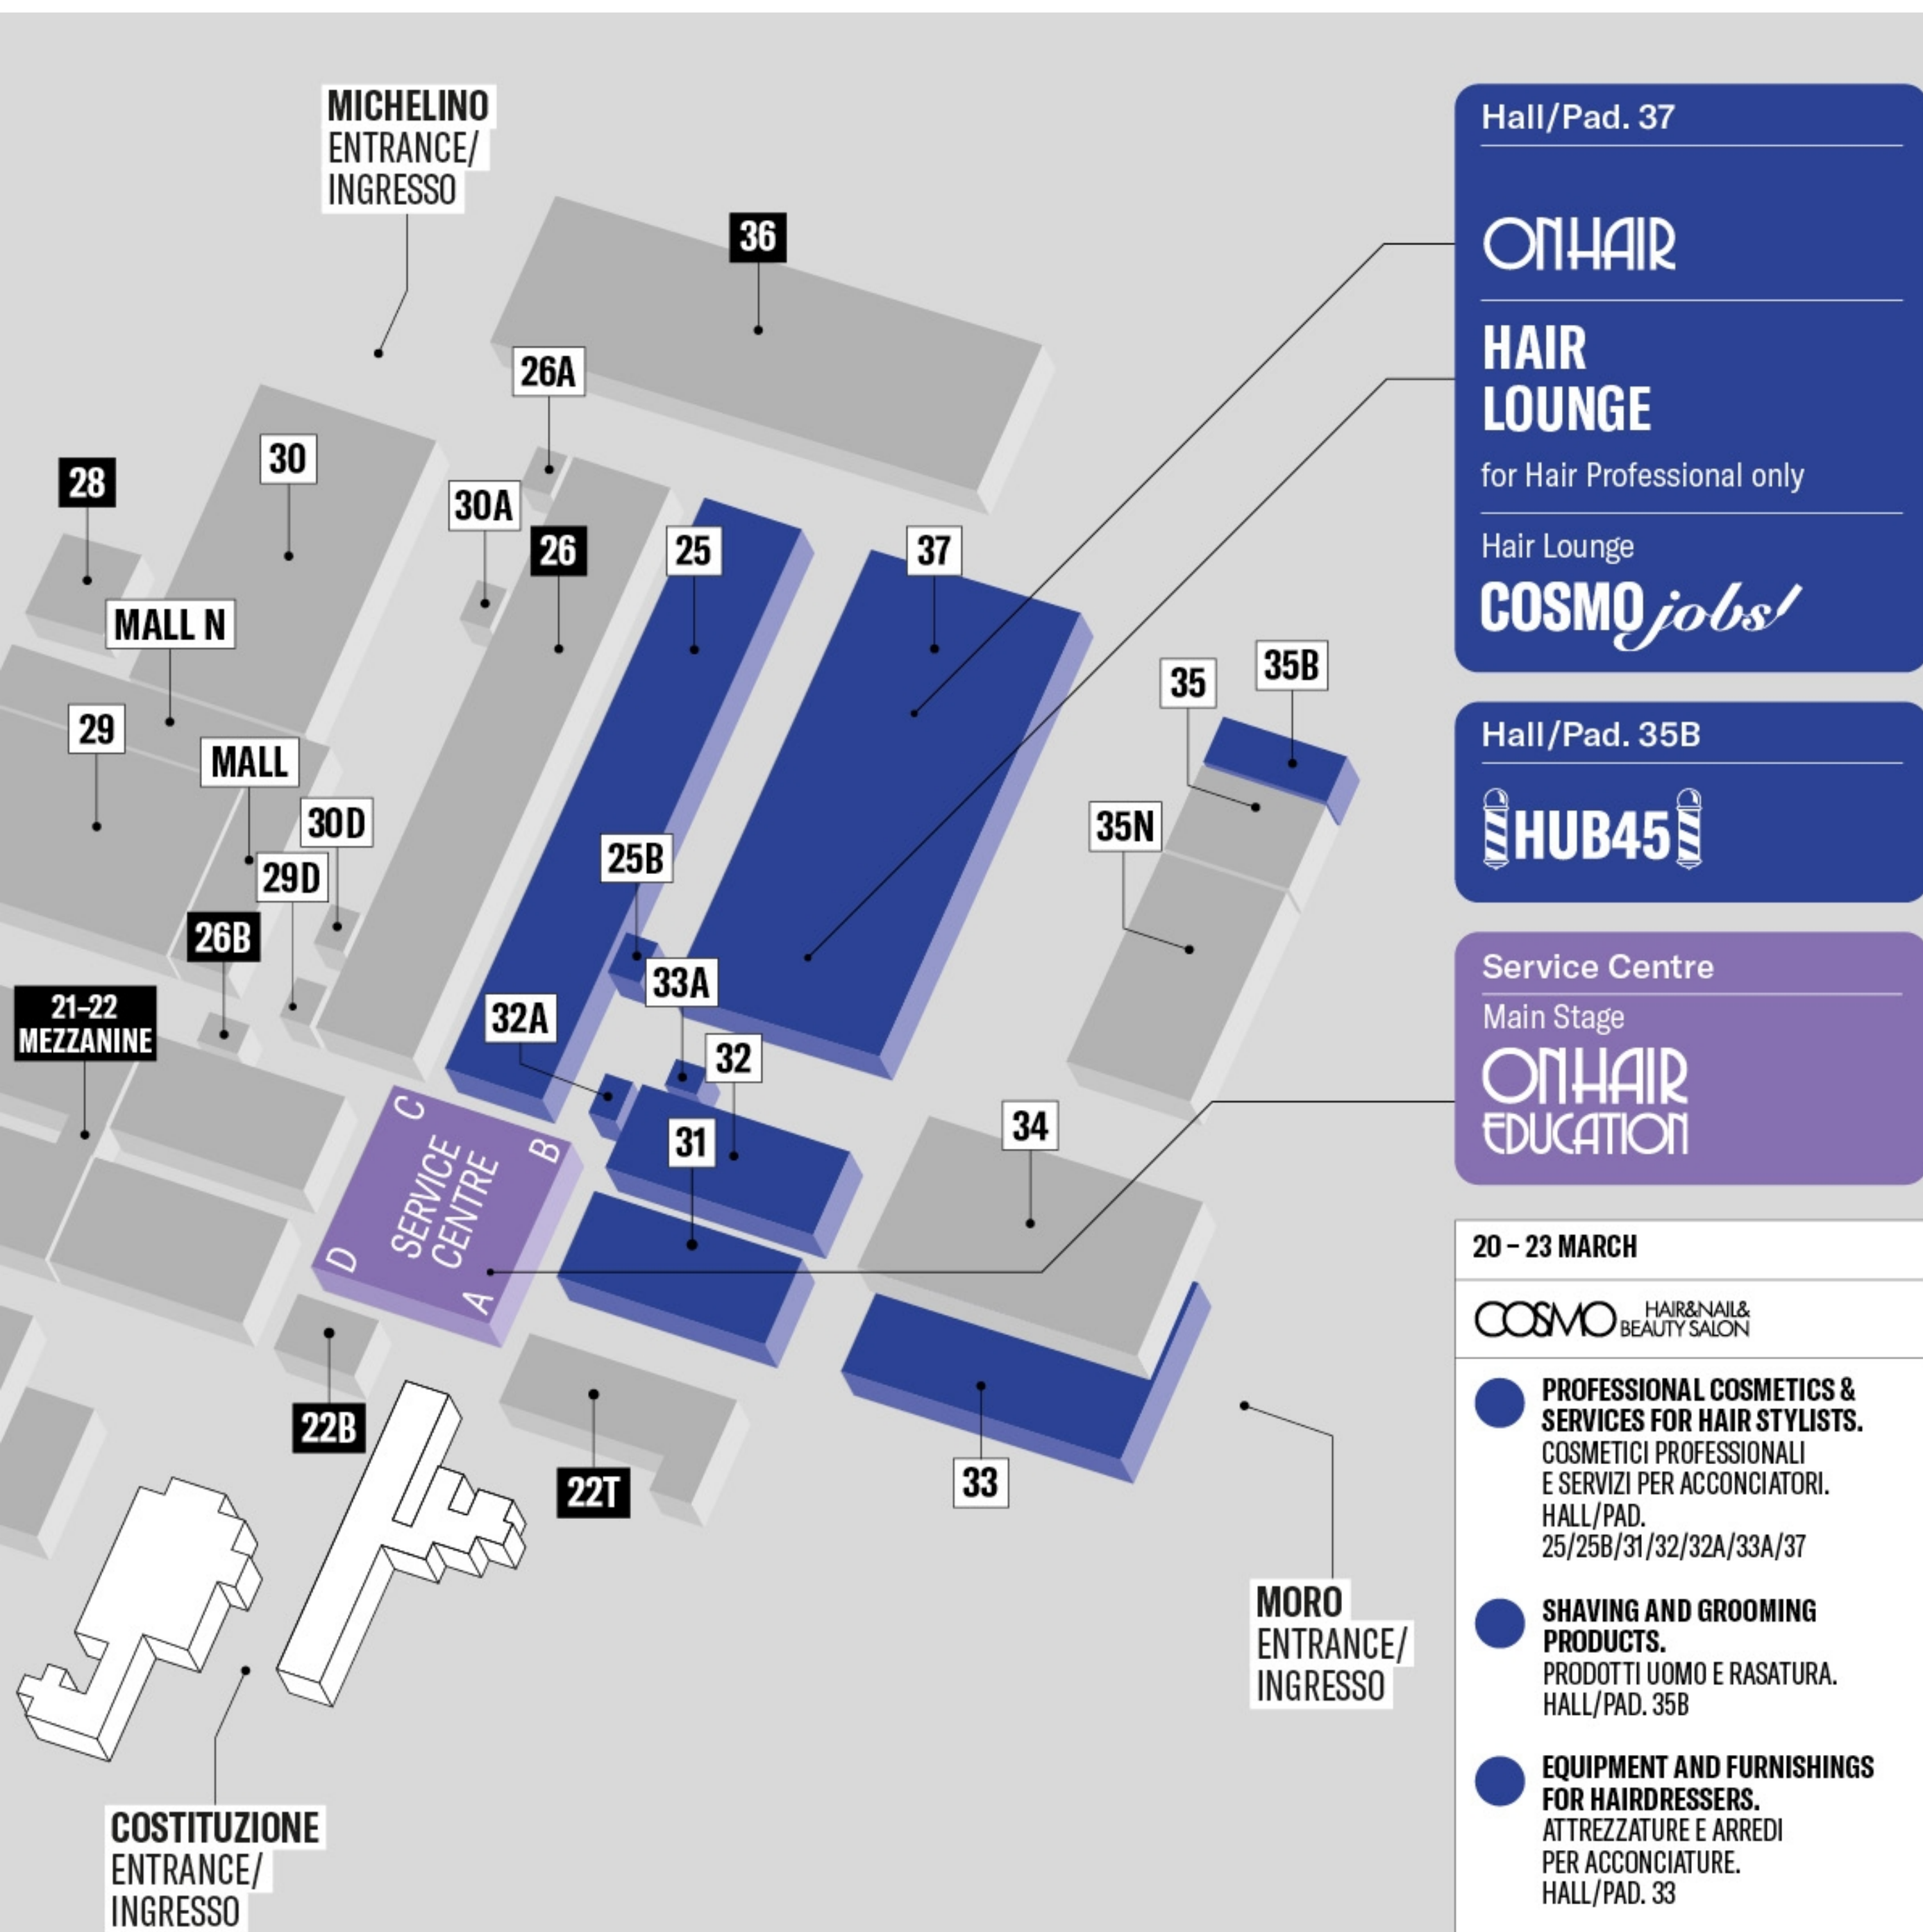 MICHELINO
ENTRANCE/
INGRESSO
36
26A
30
28
30A
26
25
37
MALL N
35
35B
29
MALL
30D
29D
35N
25B
26B
33A
21–22
MEZZANINE
32A
32
31
34
C
B
SERVICE
CENTRE
D
A
22B
22T
33
MORO
ENTRANCE/
INGRESSO
COSTITUZIONE
ENTRANCE/
INGRESSO
Hall/Pad. 37
ONHAIR
HAIR
LOUNGE
for Hair Professional only
Hair Lounge
COSMO jobs!
Hall/Pad. 35B
HUB45
Service Centre
Main Stage
ONHAIR
EDUCATION
20 – 23 MARCH
COSMO HAIR&NAIL&
BEAUTY SALON
PROFESSIONAL COSMETICS &
SERVICES FOR HAIR STYLISTS.
COSMETICI PROFESSIONALI
E SERVIZI PER ACCONCIATORI.
HALL/PAD.
25/25B/31/32/32A/33A/37
SHAVING AND GROOMING
PRODUCTS.
PRODOTTI UOMO E RASATURA.
HALL/PAD. 35B
EQUIPMENT AND FURNISHINGS
FOR HAIRDRESSERS.
ATTREZZATURE E ARREDI
PER ACCONCIATURE.
HALL/PAD. 33